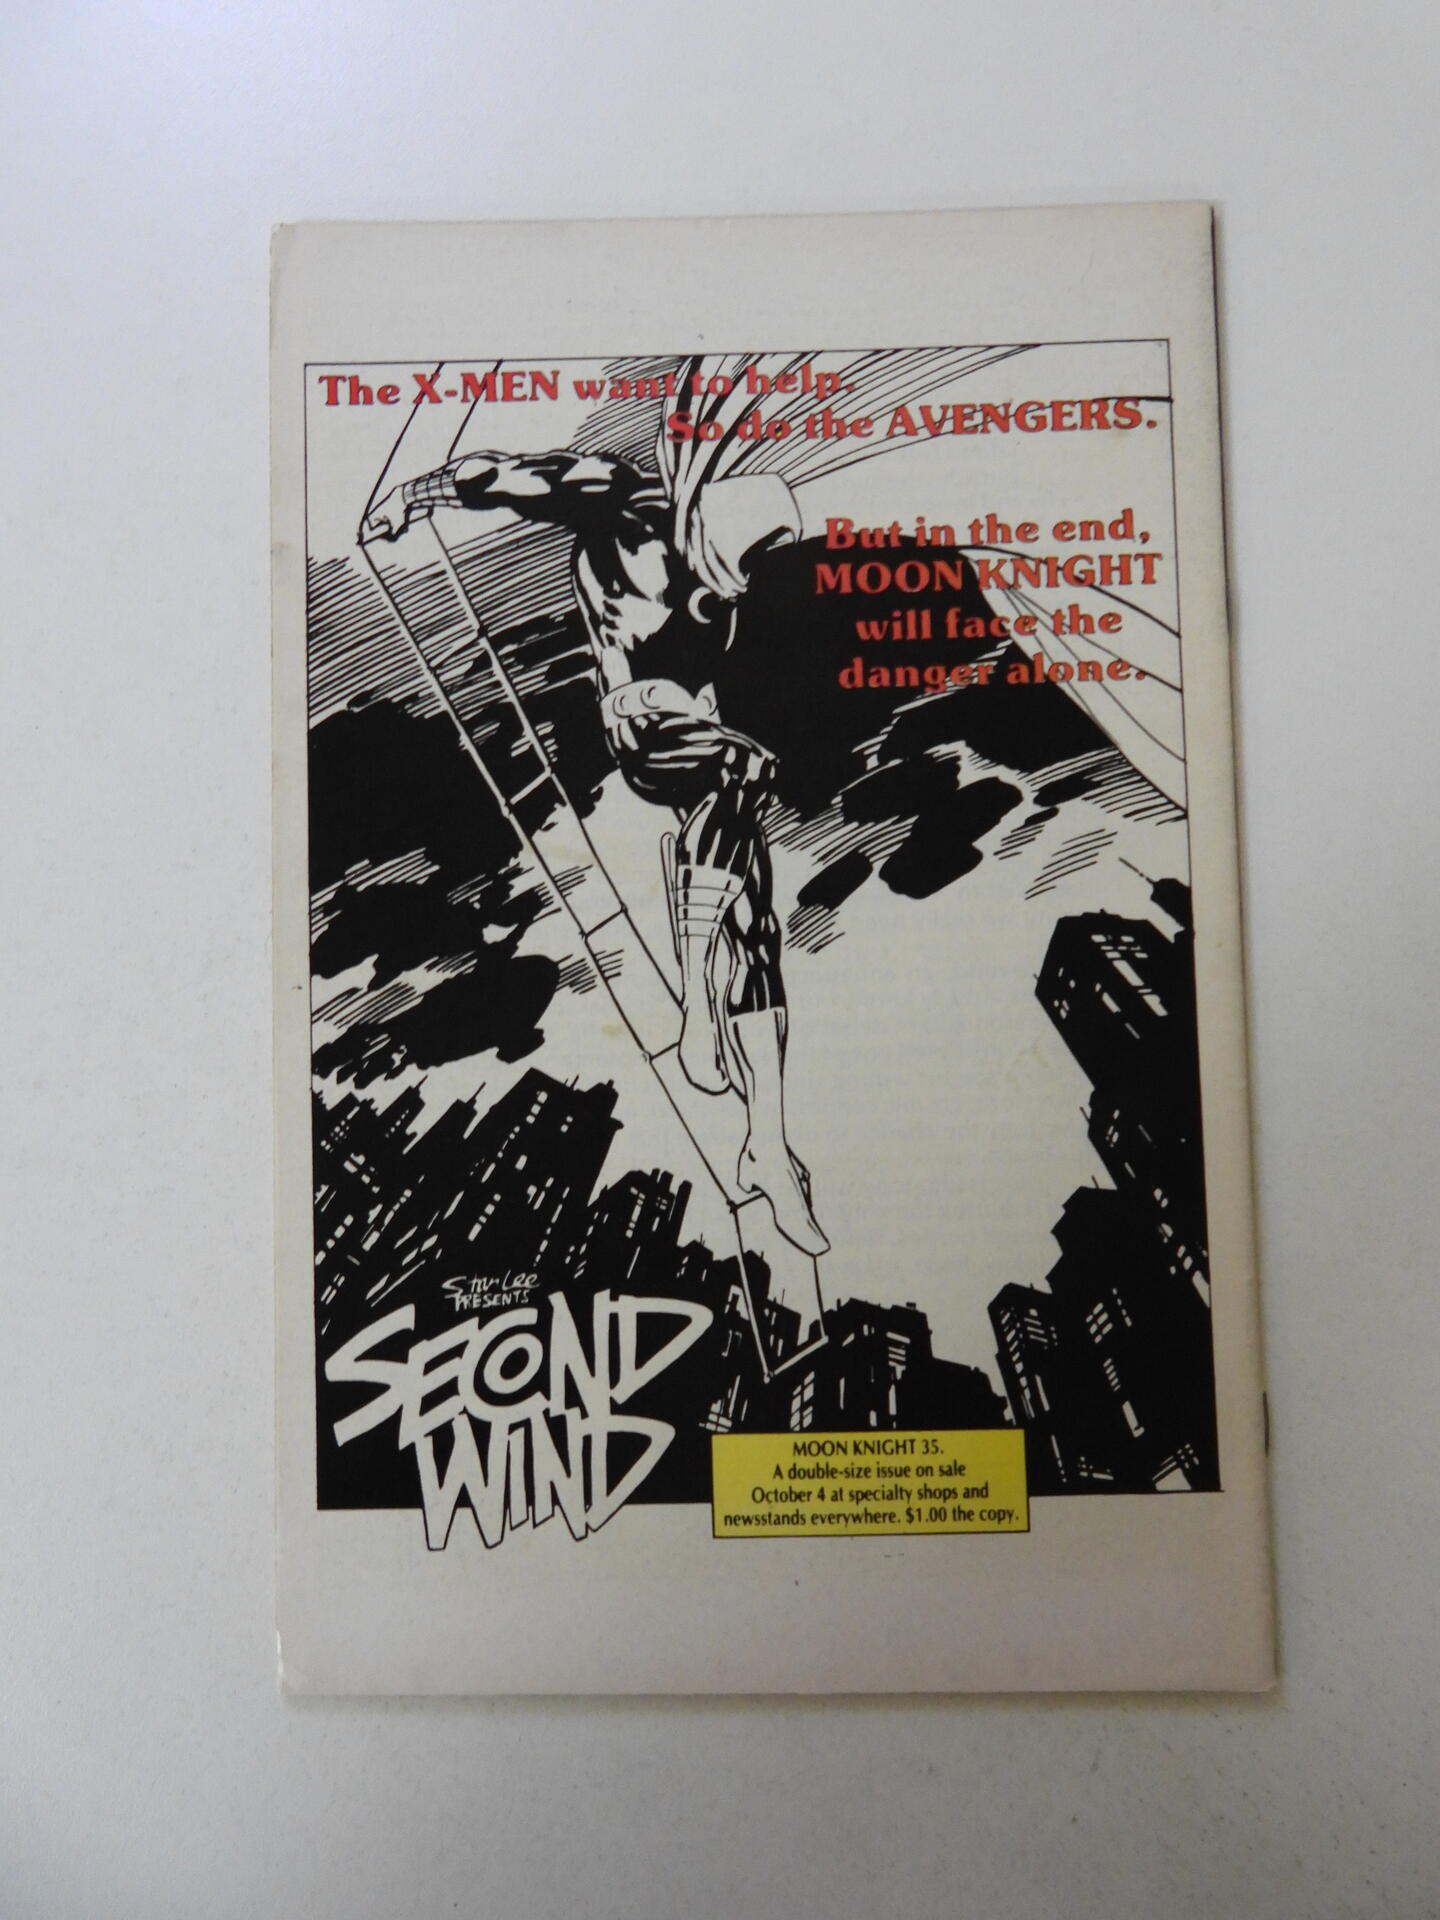 The X-MEN want to help.
So do the AVENGERS.
But in the end,
MOON KNIGHT
will face the
danger alone.
Stan Lee
PRESENTS
SECOND
WIND
MOON KNIGHT 35.
A double-size issue on sale
October 4 at specialty shops and
newsstands everywhere. $1.00 the copy.